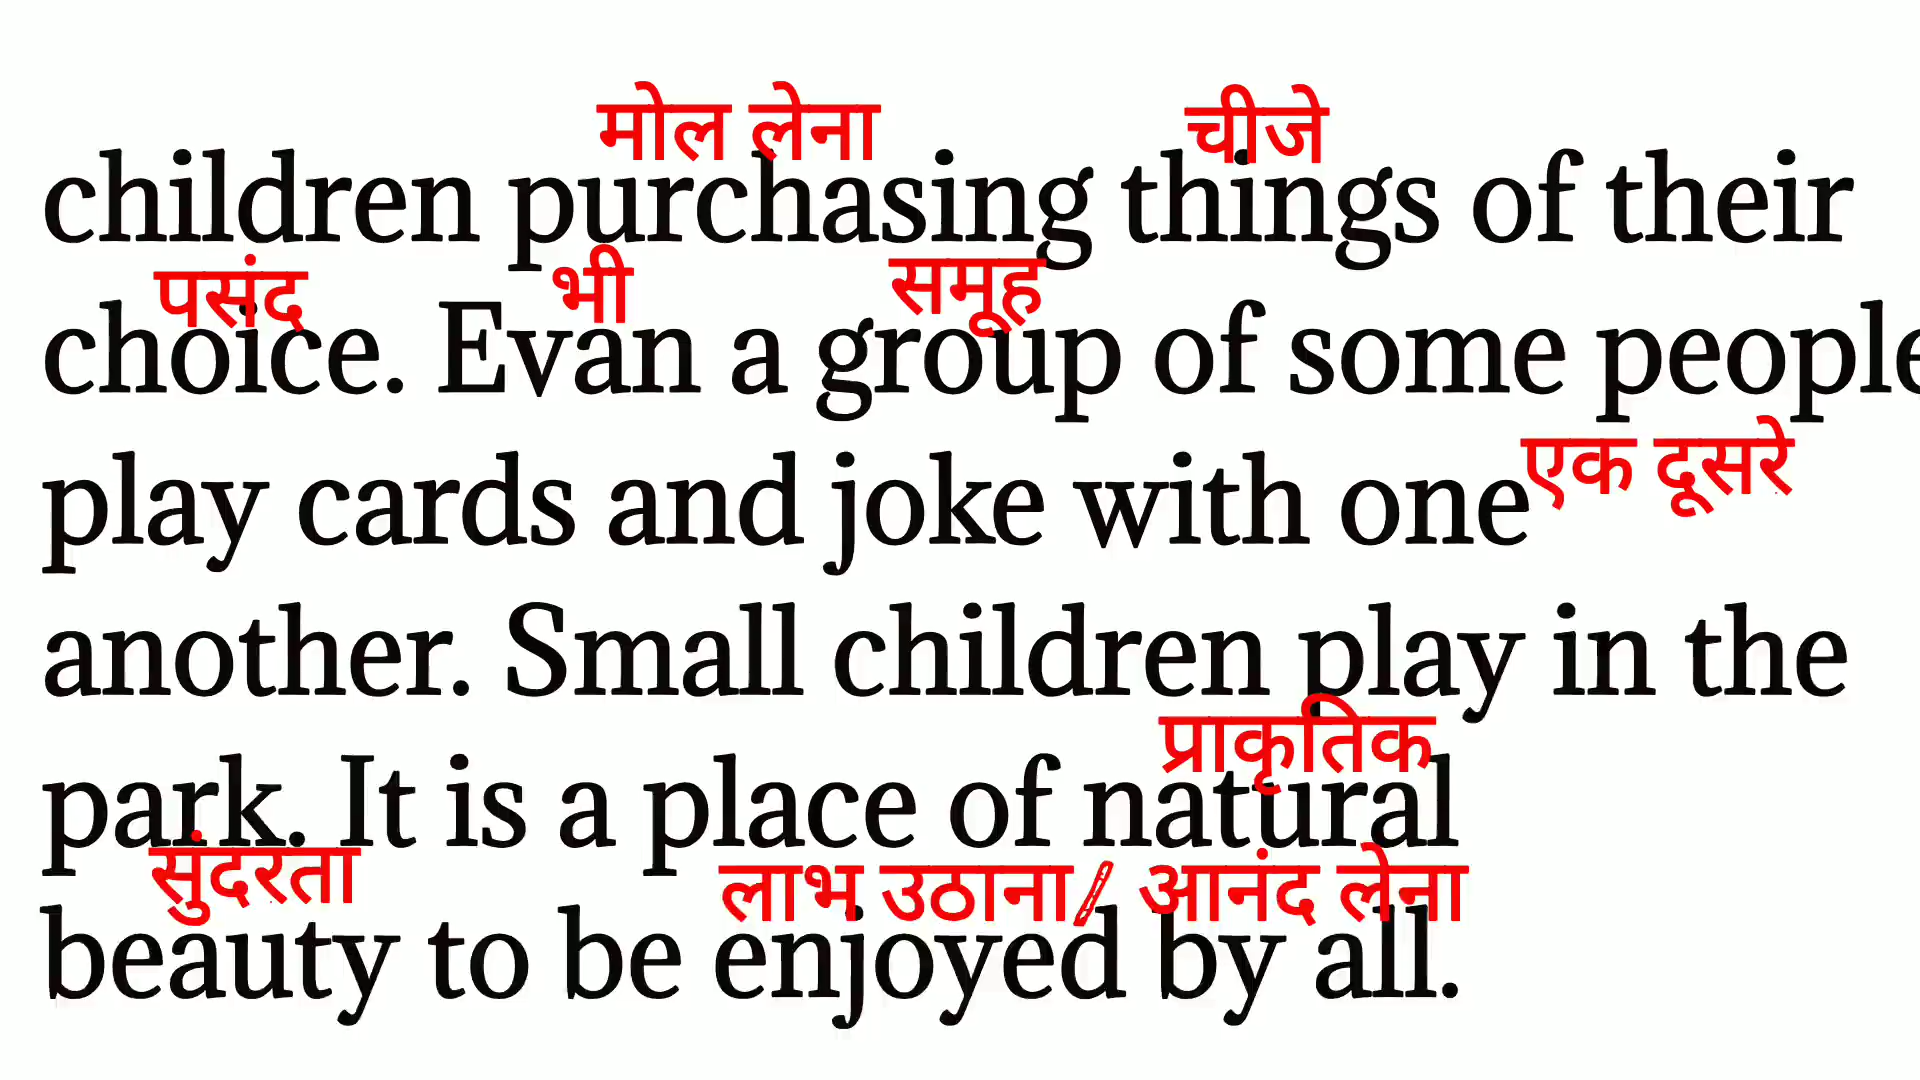 मोल लेना चीजे
children purchasing things of their
पसंद भी समूह
choice. Evan a group of some people
एक दूसरे
play cards and joke with one
another. Small children play in the
प्राकृतिक
park. It is a place of natural
सुंदरता लाभ उठाना/ आनंद लेना
beauty to be enjoyed by all.